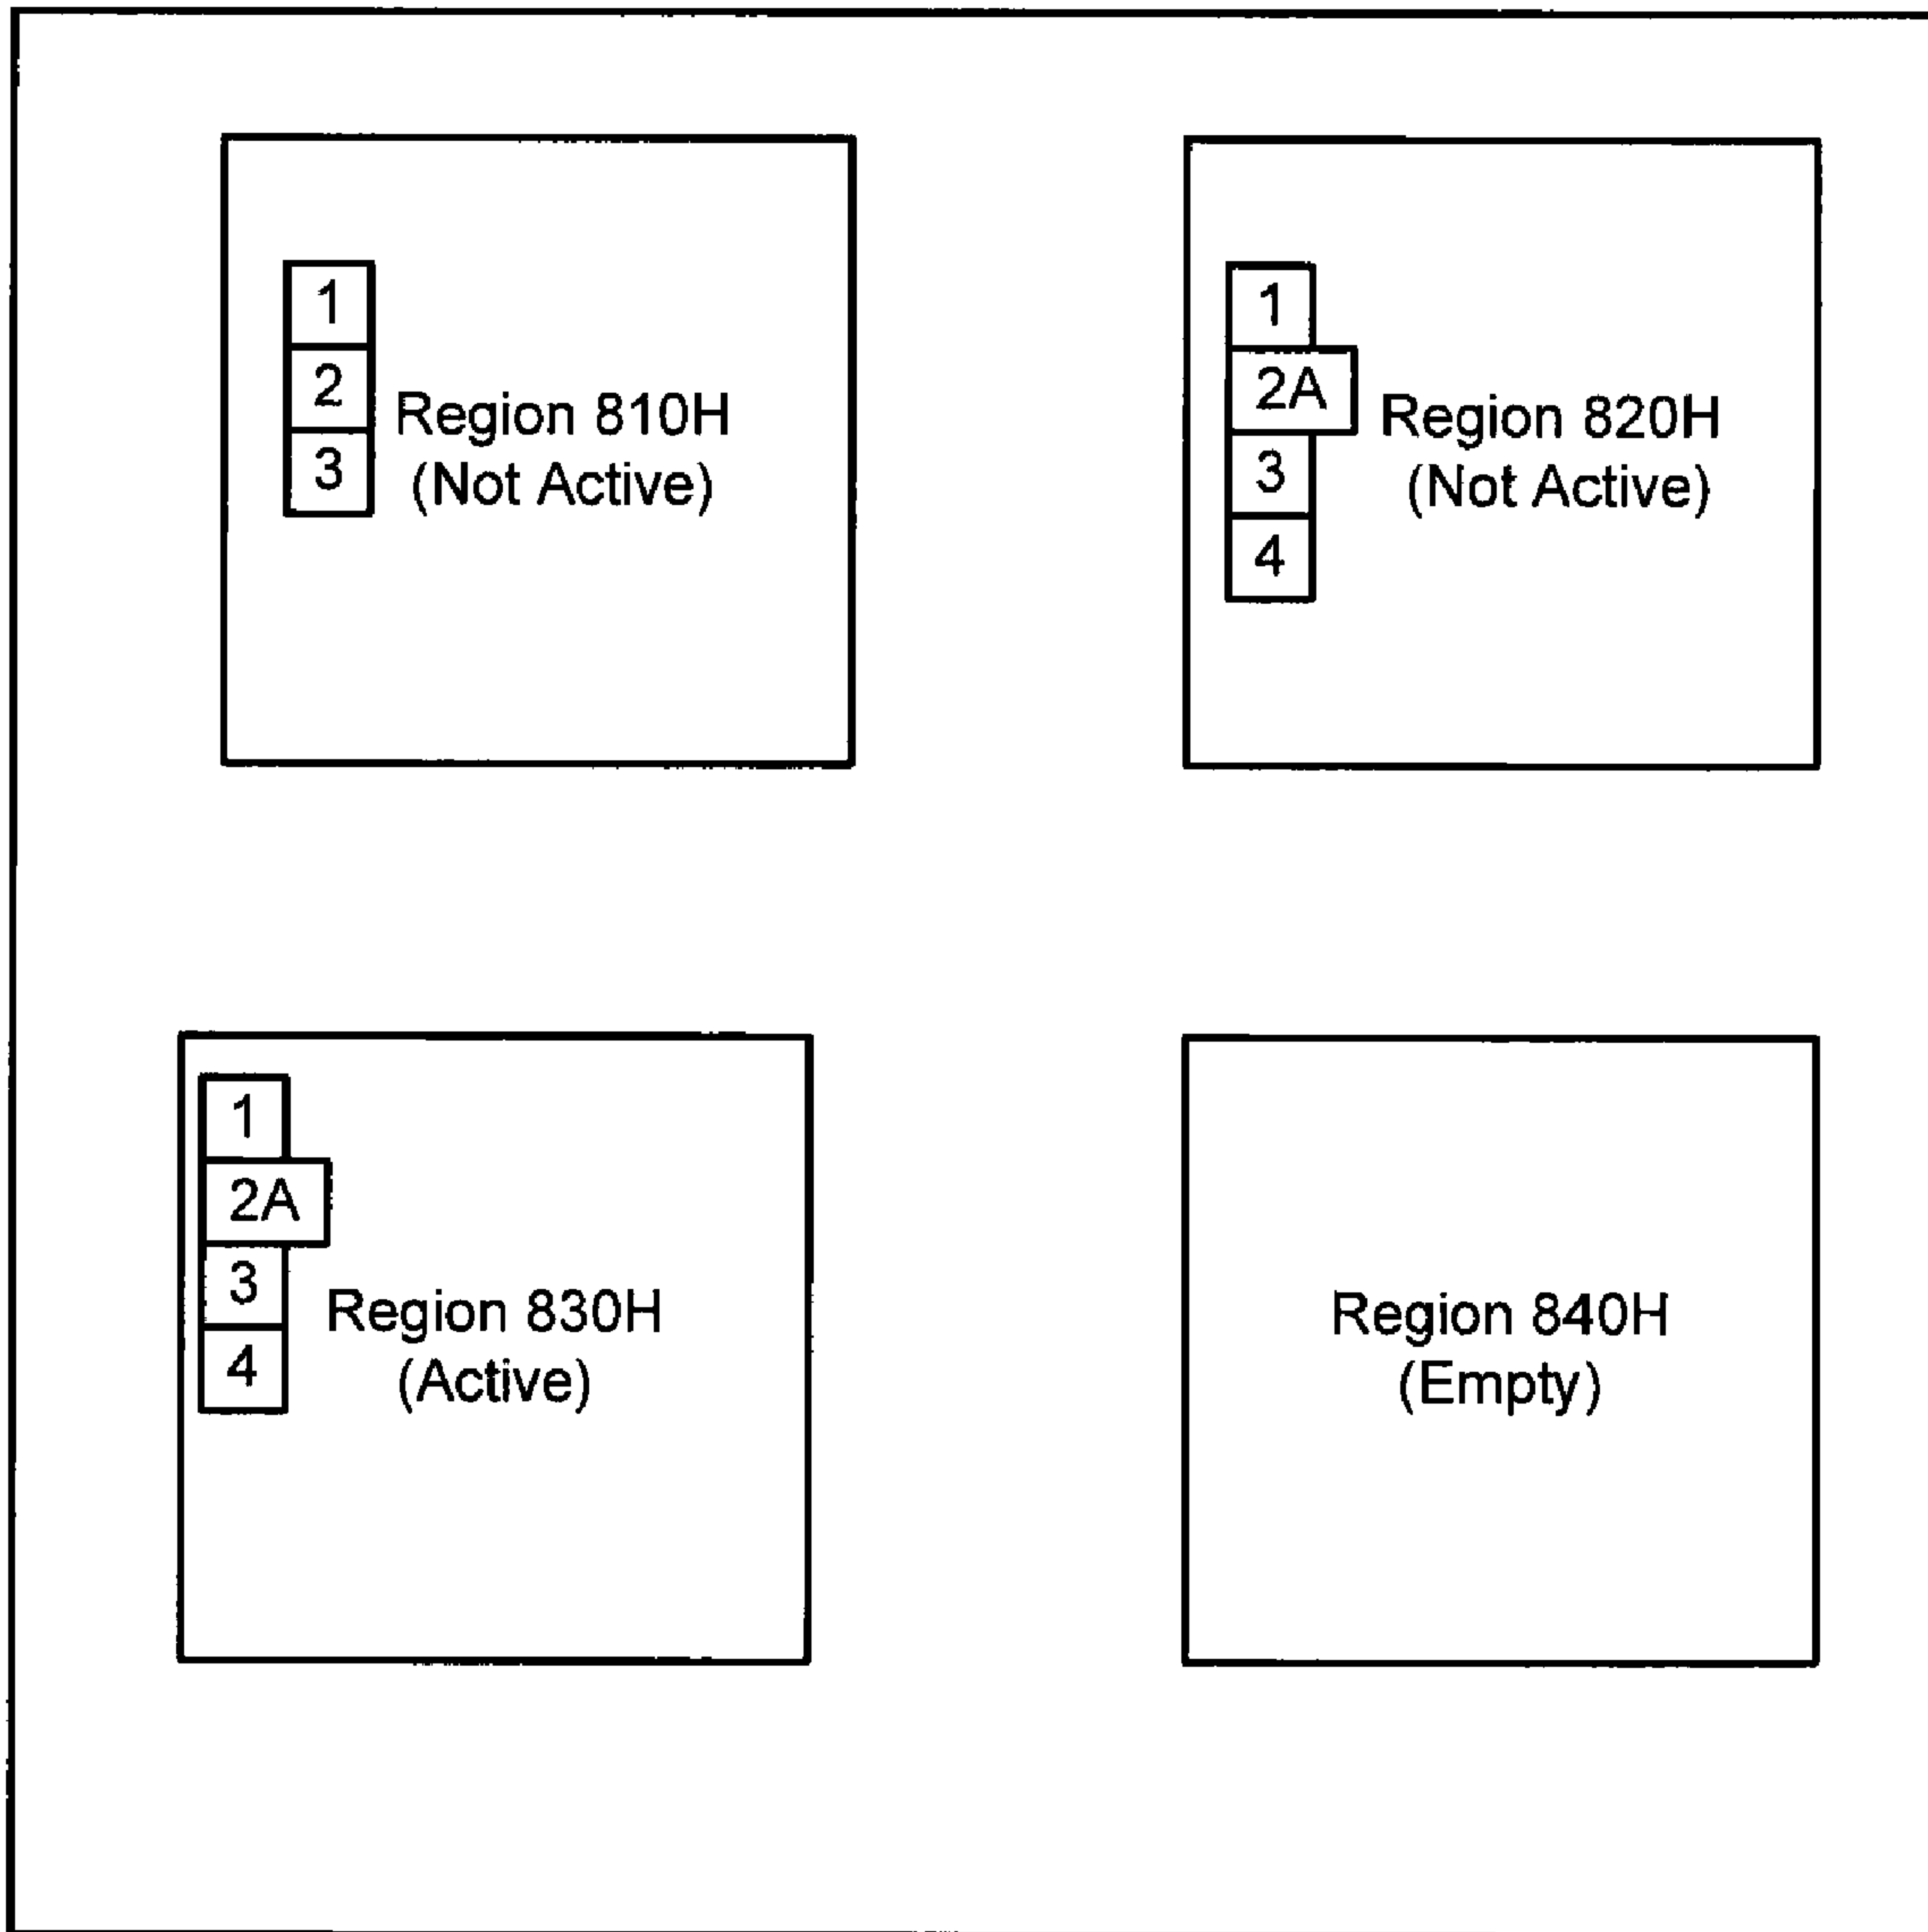 1
2
3
Region 810H
(Not Active)
1
2A
3
4
Region 820H
(Not Active)
1
2A
3
4
Region 830H
(Active)
Region 840H
(Empty)